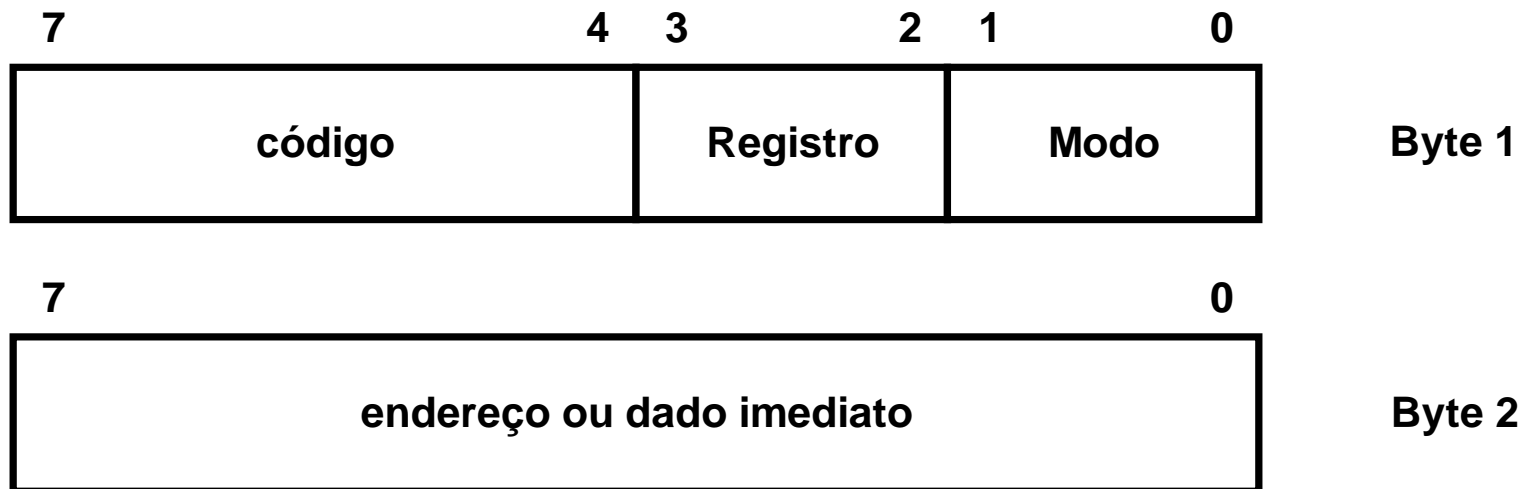 7 4 3 2 1 0
código Registro Modo Byte 1
7 0
endereço ou dado imediato Byte 2